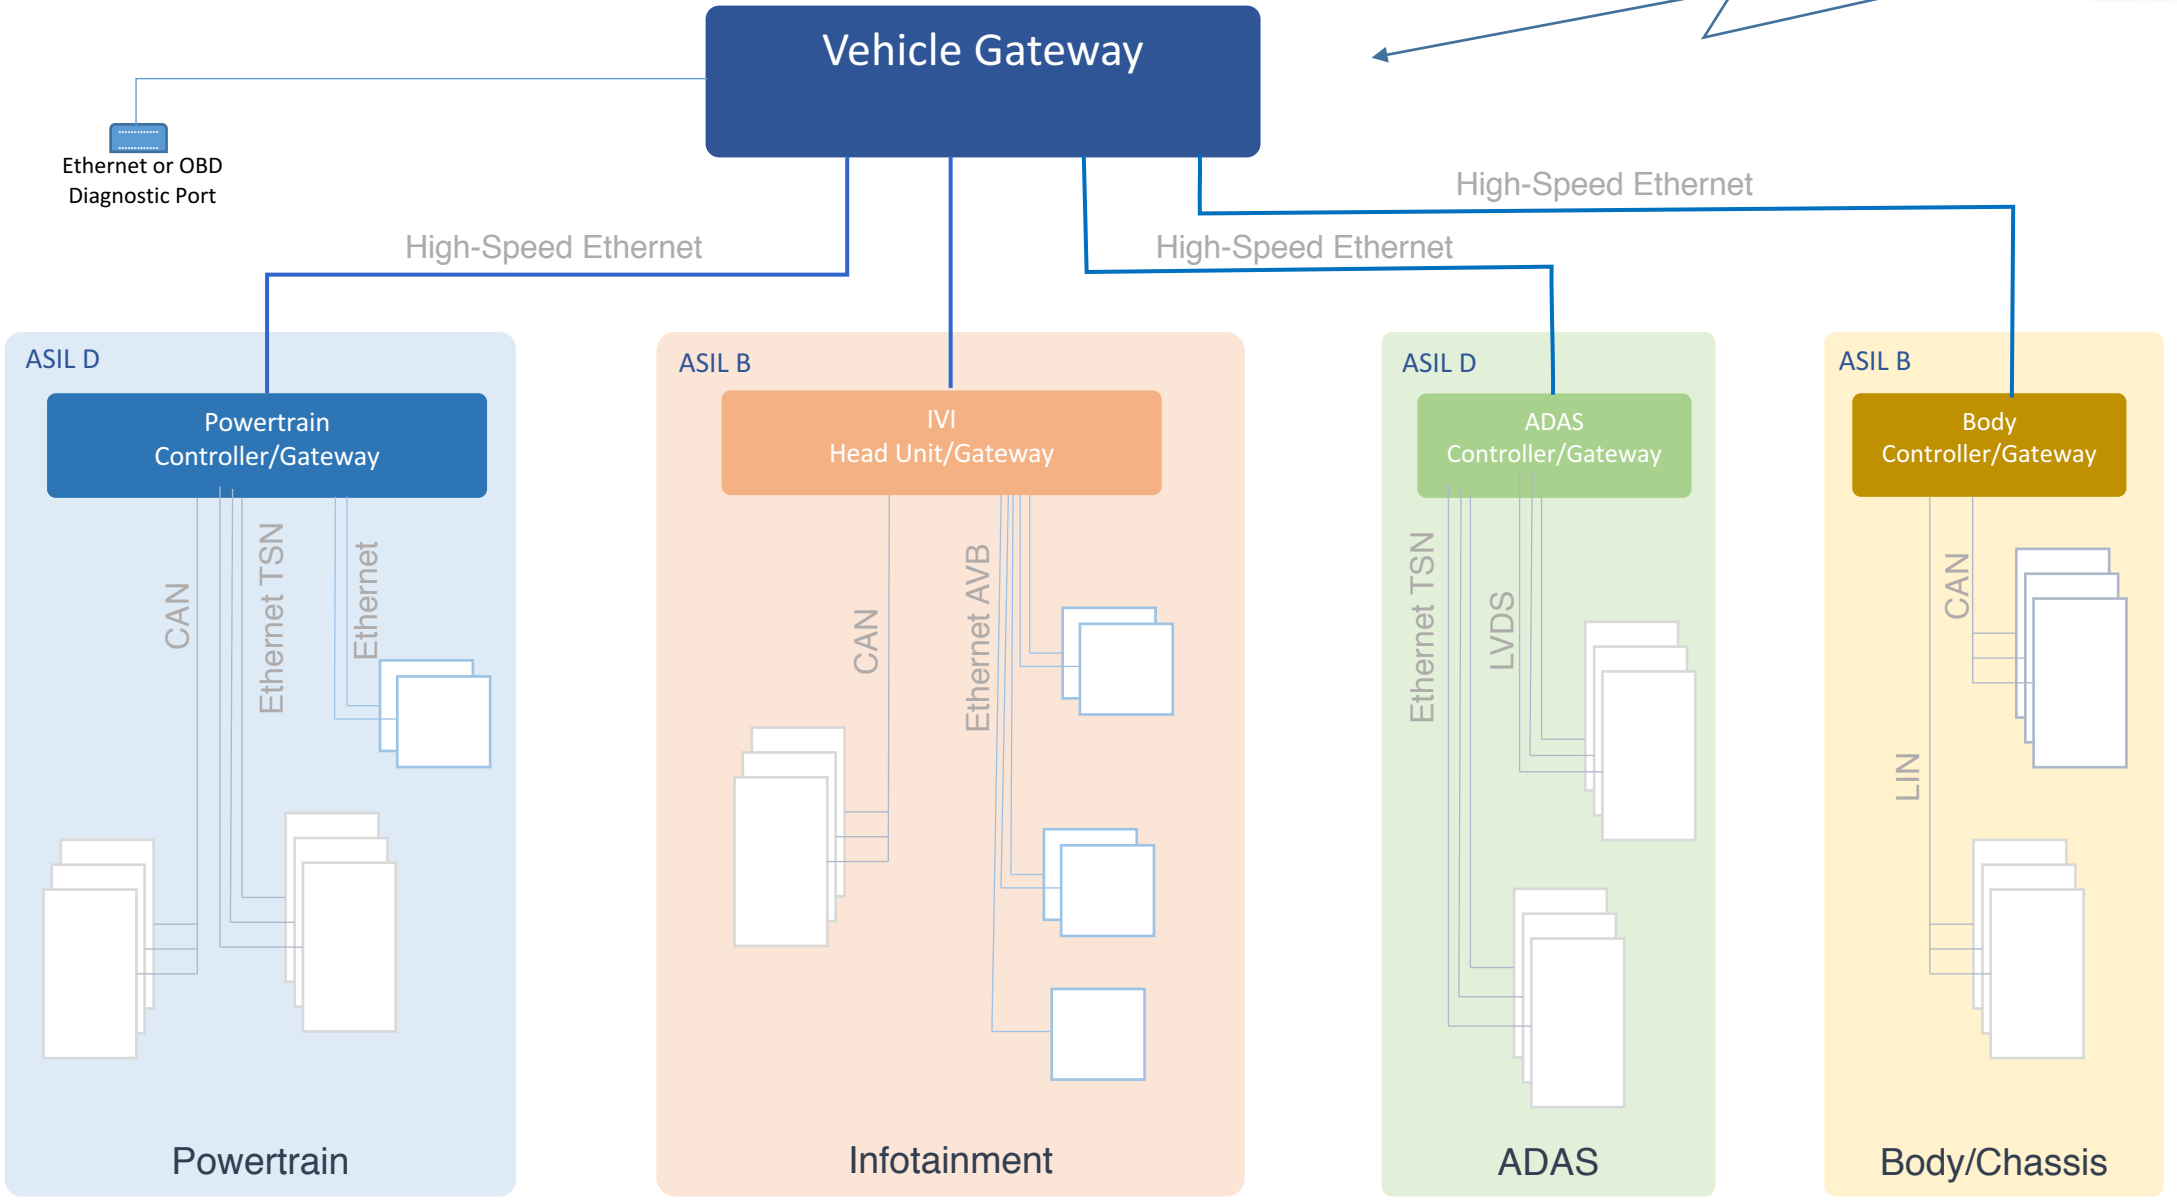 Vehicle Gateway
Ethernet or OBD
Diagnostic Port
High-Speed Ethernet
High-Speed Ethernet
High-Speed Ethernet
ASIL D
Powertrain
Controller/Gateway
CAN
Ethernet TSN
Ethernet
Powertrain
ASIL B
IVI
Head Unit/Gateway
CAN
Ethernet AVB
Infotainment
ASIL D
ADAS
Controller/Gateway
Ethernet TSN
LVDS
ADAS
ASIL B
Body
Controller/Gateway
CAN
LIN
Body/Chassis